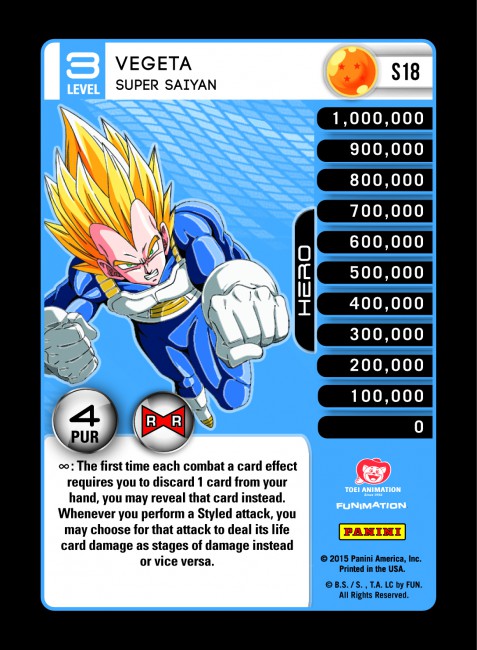 3
LEVEL
VEGETA
SUPER SAIYAN
S18
1,000,000
900,000
800,000
700,000
600,000
500,000
400,000
300,000
200,000
100,000
0
HERO
4
PUR
R R
∞: The first time each combat a card effect
requires you to discard 1 card from your
hand, you may reveal that card instead.
Whenever you perform a Styled attack, you
may choose for that attack to deal its life
card damage as stages of damage instead
or vice versa.
TOEI ANIMATION
Since 1956
FUNIMATION
PANINI
© 2015 Panini America, Inc.
Printed in the USA.
© B.S./ S. , T.A. LC by FUN.
All Rights Reserved.